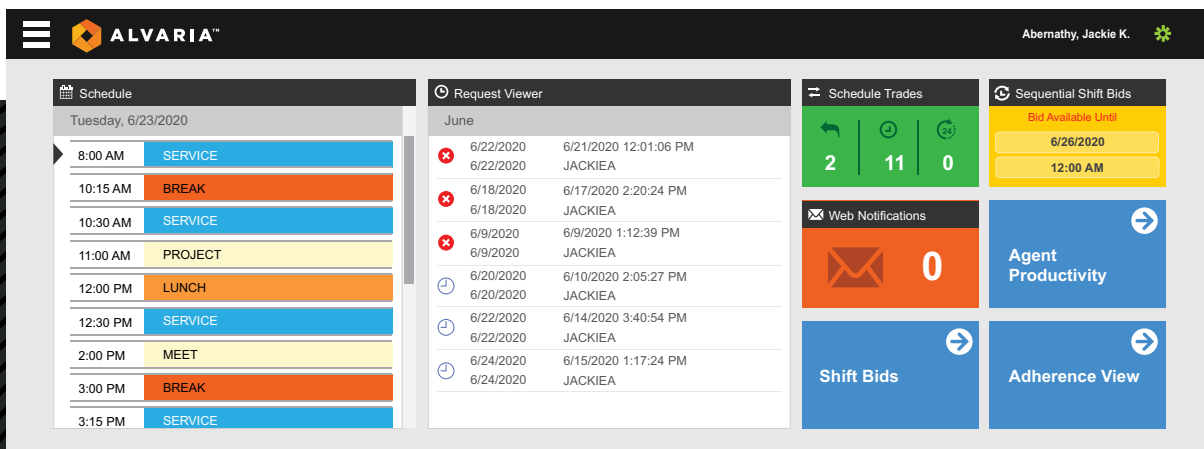 ALVARIA™
Abernathy, Jackie K.
Schedule
Tuesday, 6/23/2020
8:00 AM SERVICE
10:15 AM BREAK
10:30 AM SERVICE
11:00 AM PROJECT
12:00 PM LUNCH
12:30 PM SERVICE
2:00 PM MEET
3:00 PM BREAK
3:15 PM SERVICE
Request Viewer
June
6/22/2020 6/21/2020 12:01:06 PM
6/22/2020 JACKIEA
6/18/2020 6/17/2020 2:20:24 PM
6/18/2020 JACKIEA
6/9/2020 6/9/2020 1:12:39 PM
6/9/2020 JACKIEA
6/20/2020 6/10/2020 2:05:27 PM
6/20/2020 JACKIEA
6/22/2020 6/14/2020 3:40:54 PM
6/22/2020 JACKIEA
6/24/2020 6/15/2020 1:17:24 PM
6/24/2020 JACKIEA
Schedule Trades
24
2 11 0
Sequential Shift Bids
Bid Available Until
6/26/2020
12:00 AM
Web Notifications
0
Agent
Productivity
Shift Bids
Adherence View